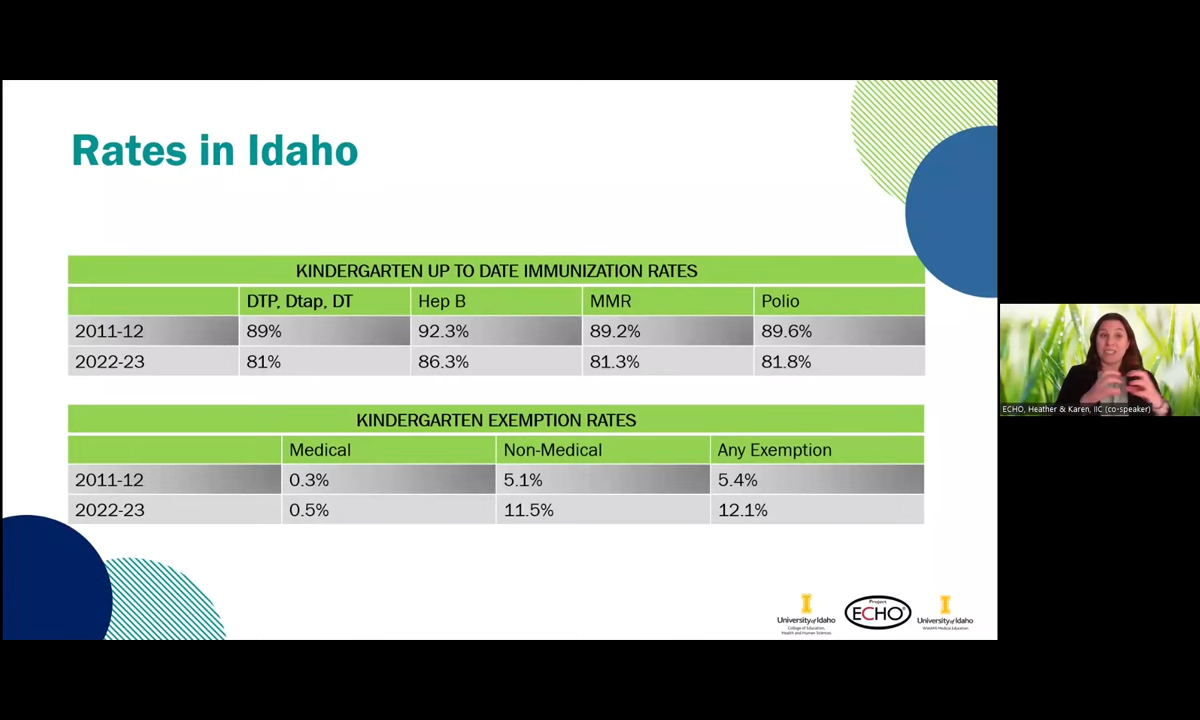 Rates in Idaho
KINDERGARTEN UP TO DATE IMMUNIZATION RATES
DTP, Dtap, DT Hep B MMR Polio
2011-12 89% 92.3% 89.2% 89.6%
2022-23 81% 86.3% 81.3% 81.8%
KINDERGARTEN EXEMPTION RATES
Medical Non-Medical Any Exemption
2011-12 0.3% 5.1% 5.4%
2022-23 0.5% 11.5% 12.1%
ECHO, Heather & Karen, IIC (co-speaker)
I
University of Idaho
College of Education,
Health and Human Sciences
Project
ECHO®
I
University of Idaho
WWAMI Medical Education